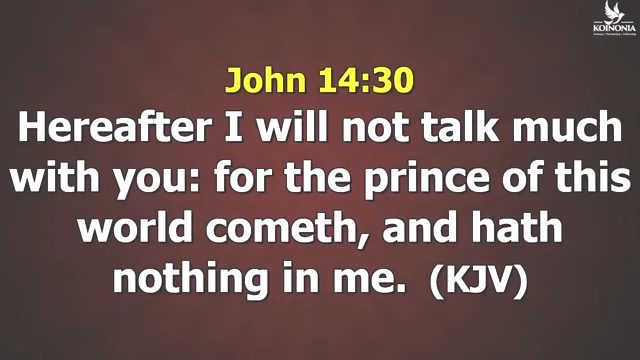 KOINONIA
John 14:30
Hereafter I will not talk much
with you: for the prince of this
world cometh, and hath
nothing in me. (KJV)